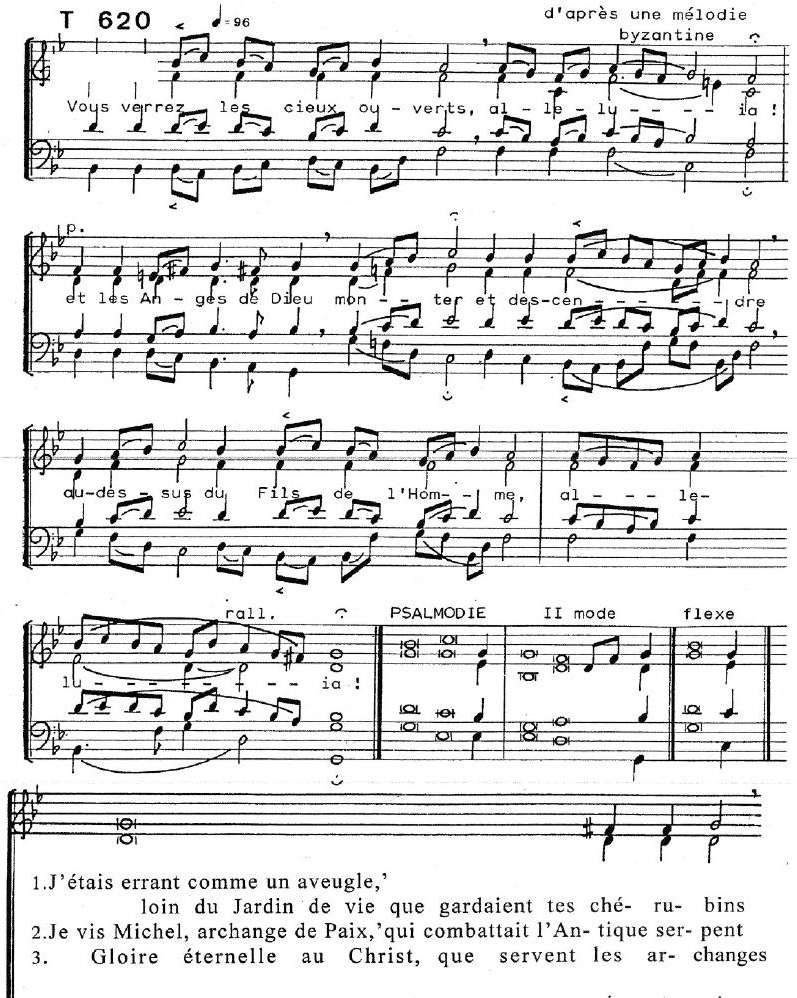 T 620 ♩=96 d'après une mélodie
byzantine
Vous verrez les cieux ou - verts, al - le - lu - - - - ia !
p.
et les An - ges de Dieu mon - - ter et des-cen - - - - - dre
au-des - sus du Fils de l'Hom- - me, al - - - le-
rall.
lu - - - - - - ia !
PSALMODIE II mode flexe
1.J'étais errant comme un aveugle,'
loin du Jardin de vie que gardaient tes ché- ru- bins
2.Je vis Michel, archange de Paix,'qui combattait l'An- tique ser- pent
3. Gloire éternelle au Christ, que servent les ar- changes